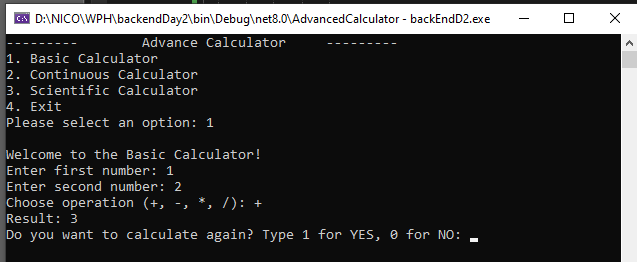 D:\NICO\WPH\backendDay2\bin\Debug\net8.0\AdvancedCalculator - backEndD2.exe
---------        Advance Calculator     ---------
1. Basic Calculator
2. Continuous Calculator
3. Scientific Calculator
4. Exit
Please select an option: 1
Welcome to the Basic Calculator!
Enter first number: 1
Enter second number: 2
Choose operation (+, -, *, /): +
Result: 3
Do you want to calculate again? Type 1 for YES, 0 for NO: